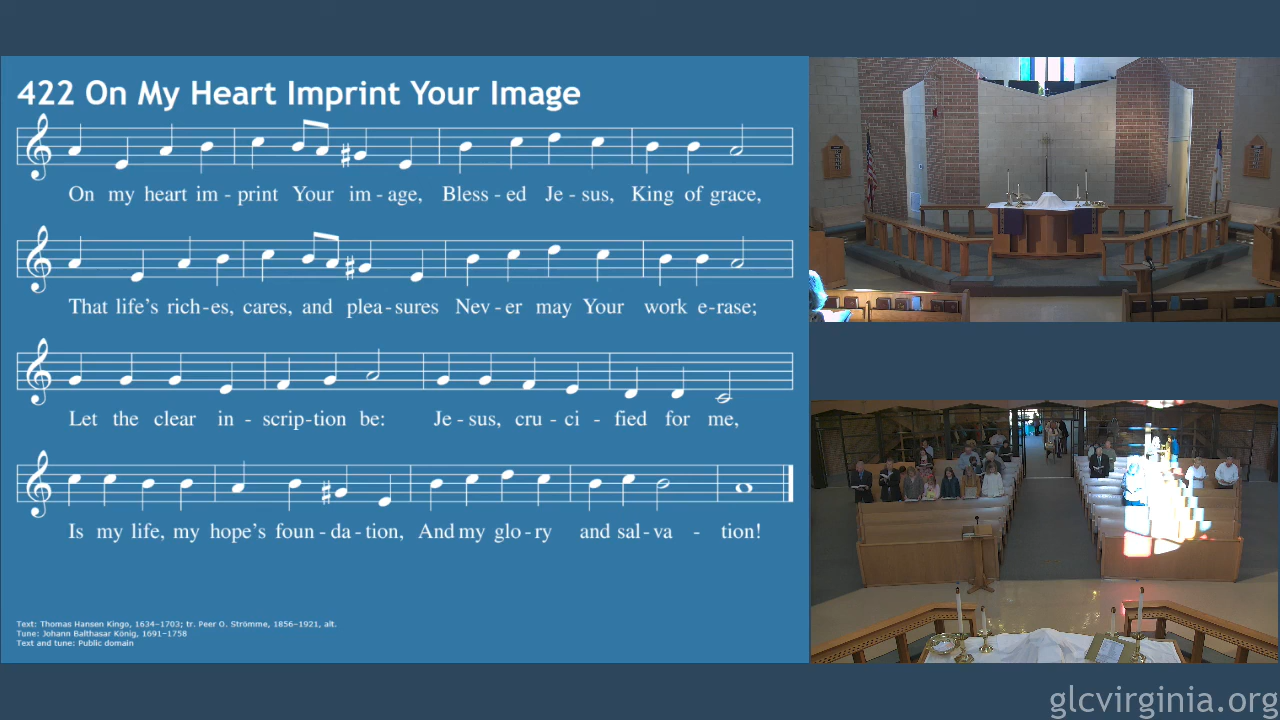 422 On My Heart Imprint Your Image
On my heart im - print Your im - age, Bless - ed Je - sus, King of grace,
That life's rich - es, cares, and plea - sures Nev - er may Your work e - rase;
Let the clear in - scrip - tion be: Je - sus, cru - ci - fied for me,
Is my life, my hope's foun - da - tion, And my glo - ry and sal - va - tion!
Text: Thomas Hansen Kingo, 1634–1703; tr. Peer O. Strömme, 1856–1921, alt.
Tune: Johann Balthasar König, 1691–1758
Text and tune: Public domain
glcvirginia.org